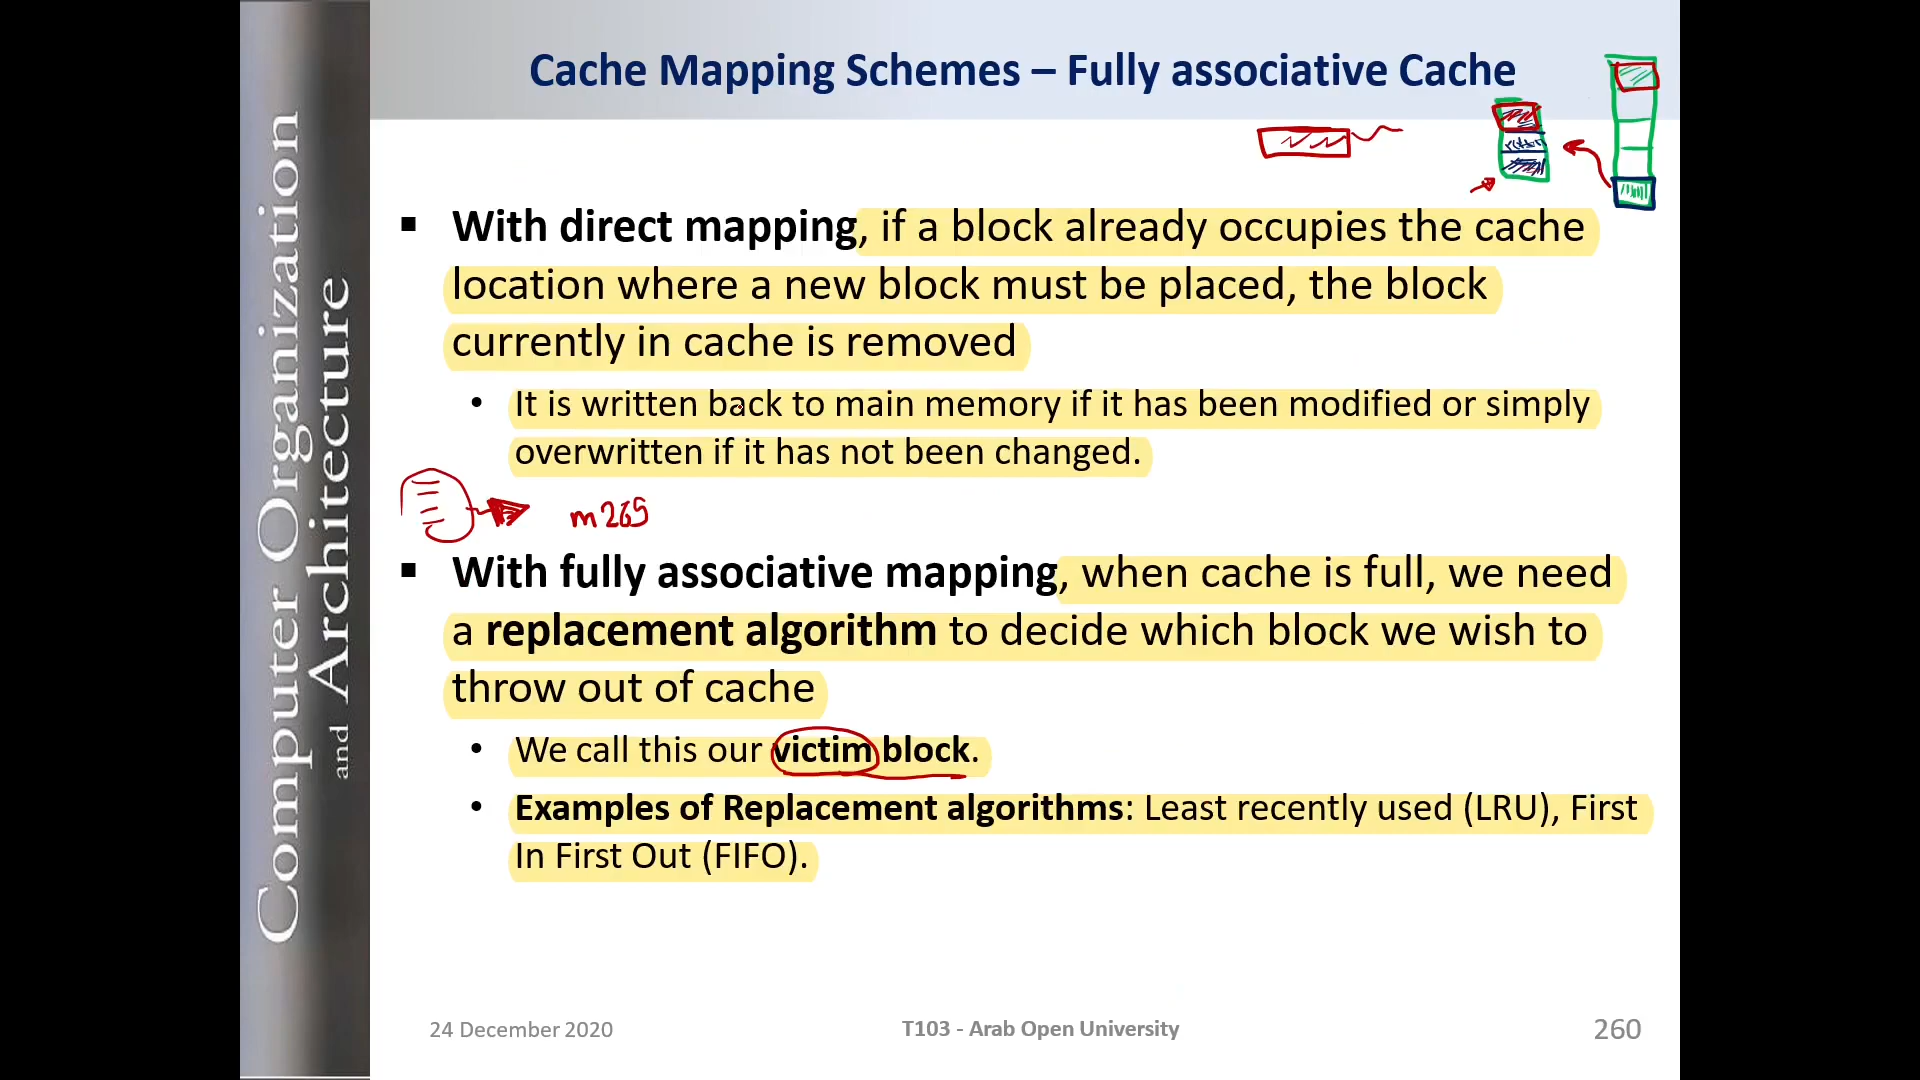 Computer Organization
and Architecture
Cache Mapping Schemes – Fully associative Cache
▪ With direct mapping, if a block already occupies the cache
location where a new block must be placed, the block
currently in cache is removed
• It is written back to main memory if it has been modified or simply
overwritten if it has not been changed.
m269
▪ With fully associative mapping, when cache is full, we need
a replacement algorithm to decide which block we wish to
throw out of cache
• We call this our victim block.
• Examples of Replacement algorithms: Least recently used (LRU), First
In First Out (FIFO).
24 December 2020
T103 - Arab Open University
260